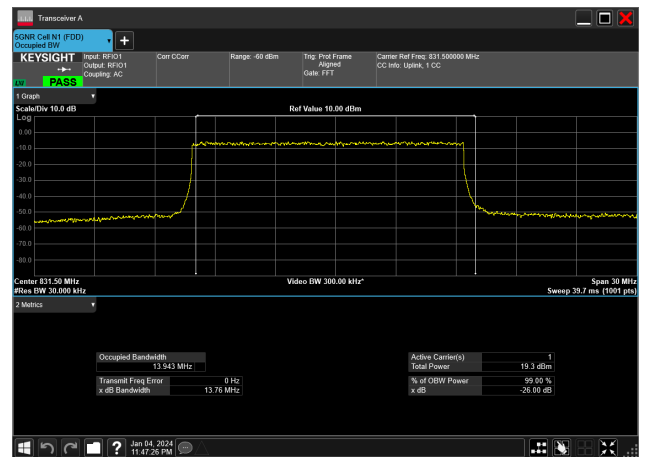 Transceiver A
5GNR Cell N1 (FDD)
Occupied BW
KEYSIGHT
PASS
Input: RFIO1
Output: RFIO1
Coupling: AC
Corr CCorr
Range: -60 dBm
Trig: Prot Frame
Aligned
Gate: FFT
Carrier Ref Freq: 831.500000 MHz
CC Info: Uplink, 1 CC
1 Graph
Scale/Div 10.0 dB
Ref Value 10.00 dBm
Log
0.00
-10.0
-20.0
-30.0
-40.0
-50.0
-60.0
-70.0
-80.0
Center 831.50 MHz
Video BW 300.00 kHz*
Span 30 MHz
#Res BW 30.000 kHz
Sweep 39.7 ms (1001 pts)
2 Metrics
Occupied Bandwidth
13.943 MHz
Active Carrier(s) 1
Total Power 19.3 dBm
Transmit Freq Error 0 Hz
x dB Bandwidth 13.76 MHz
% of OBW Power 99.00 %
x dB -26.00 dB
Jan 04, 2024
11:47:26 PM